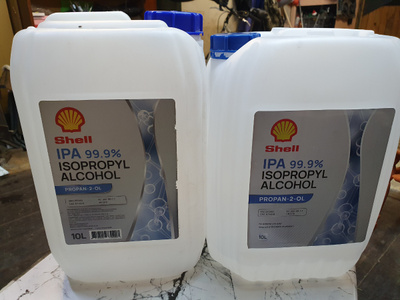 Shell
IPA 99.9%
ISOPROPYL
ALCOHOL
PROPAN-2-OL
10L
Shell
IPA 99.9%
ISOPROPYL
ALCOHOL
PROPAN-2-OL